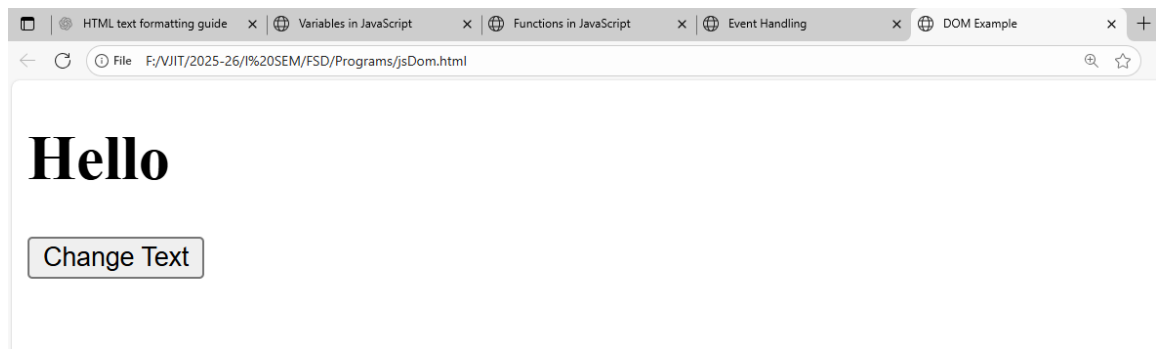 HTML text formatting guide Variables in JavaScript Functions in JavaScript Event Handling DOM Example
File F:/VJIT/2025-26/I%20SEM/FSD/Programs/jsDom.html
Hello
Change Text